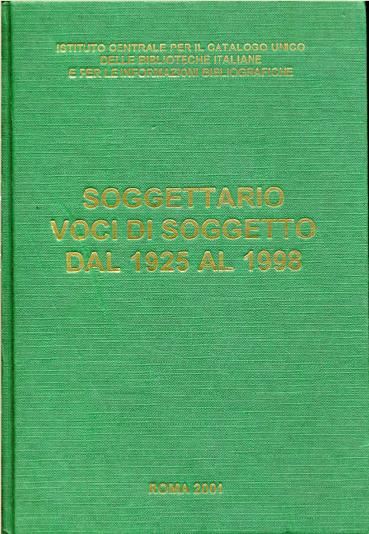 ISTITUTO CENTRALE PER IL CATALOGO UNICO
DELLE BIBLIOTECHE ITALIANE
E PER LE INFORMAZIONI BIBLIOGRAFICHE
SOGGETTARIO
VOCI DI SOGGETTO
DAL 1925 AL 1998
ROMA 2001